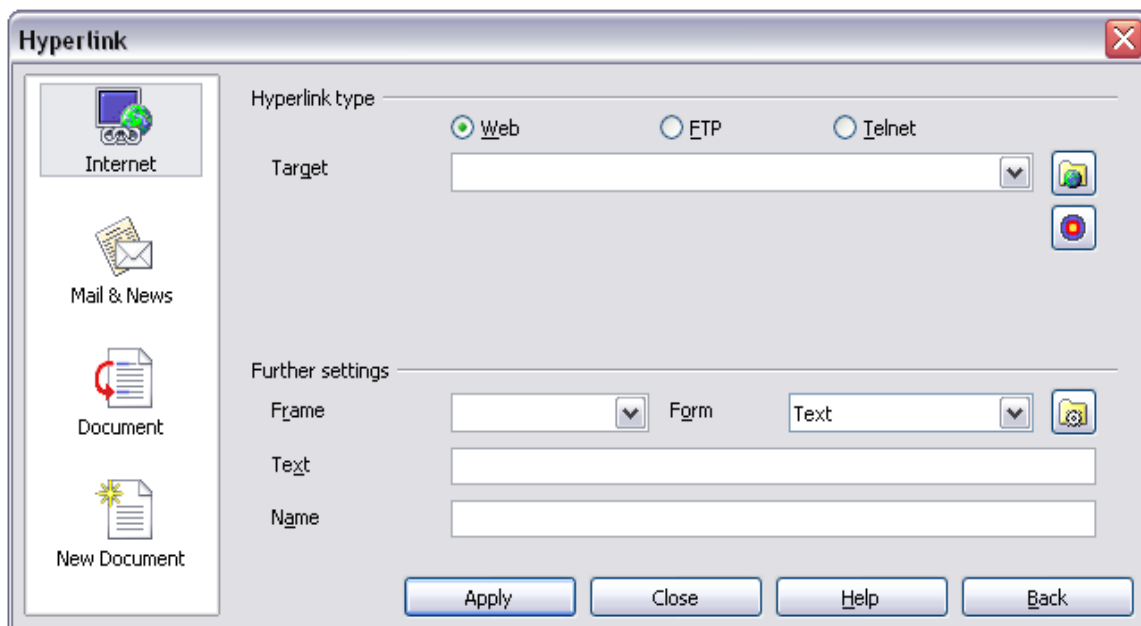 Hyperlink
Internet
Mail & News
Document
New Document
Hyperlink type
Web FTP Telnet
Target
Further settings
Frame Form Text
Text
Name
Apply Close Help Back